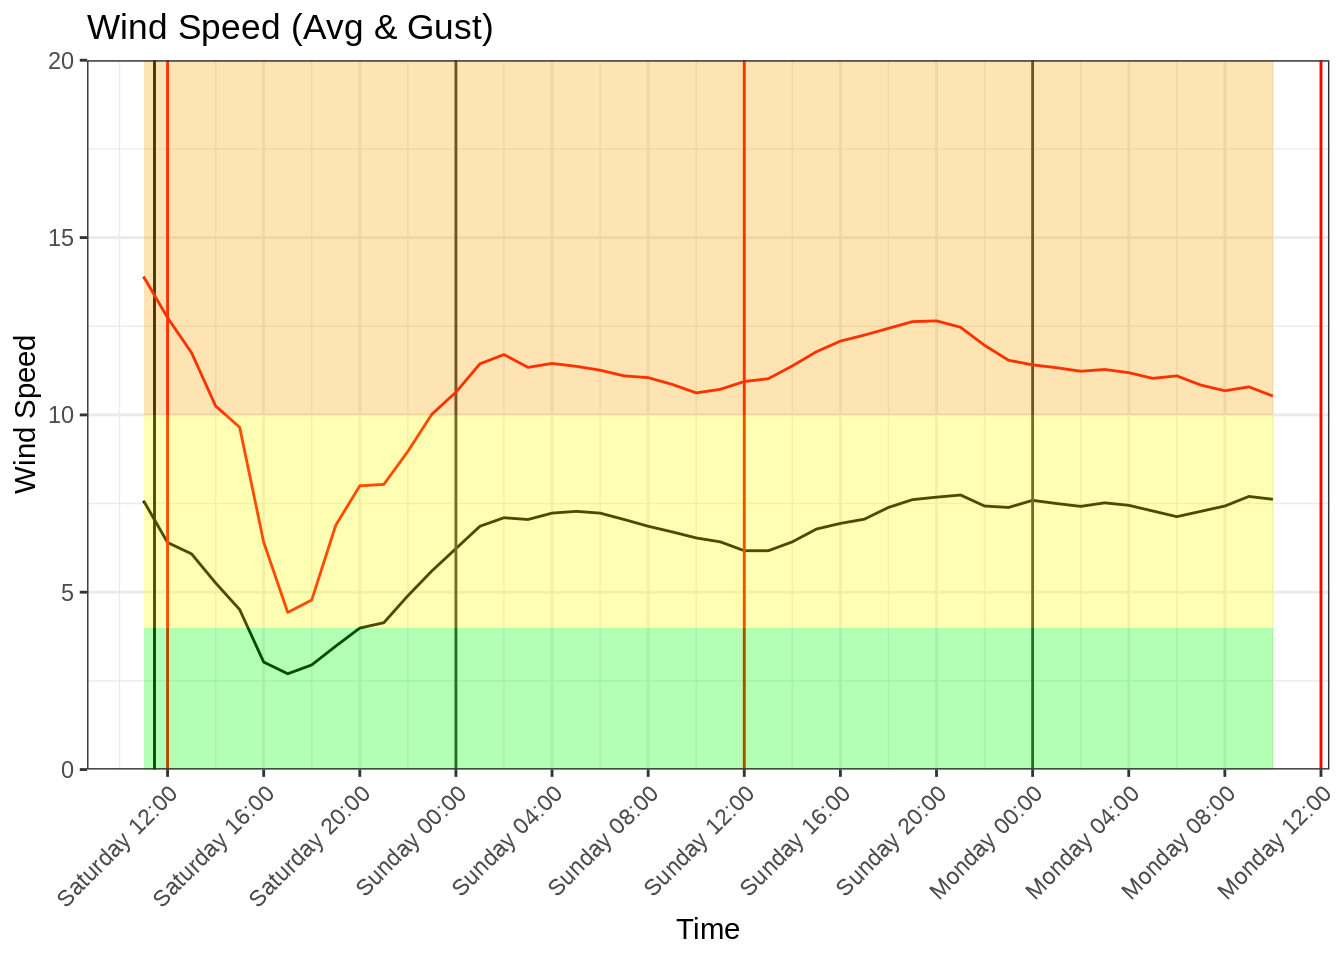 Wind Speed (Avg & Gust)
20
15
10
5
0
Wind Speed
Saturday 12:00
Saturday 16:00
Saturday 20:00
Sunday 00:00
Sunday 04:00
Sunday 08:00
Sunday 12:00
Sunday 16:00
Sunday 20:00
Monday 00:00
Monday 04:00
Monday 08:00
Monday 12:00
Time